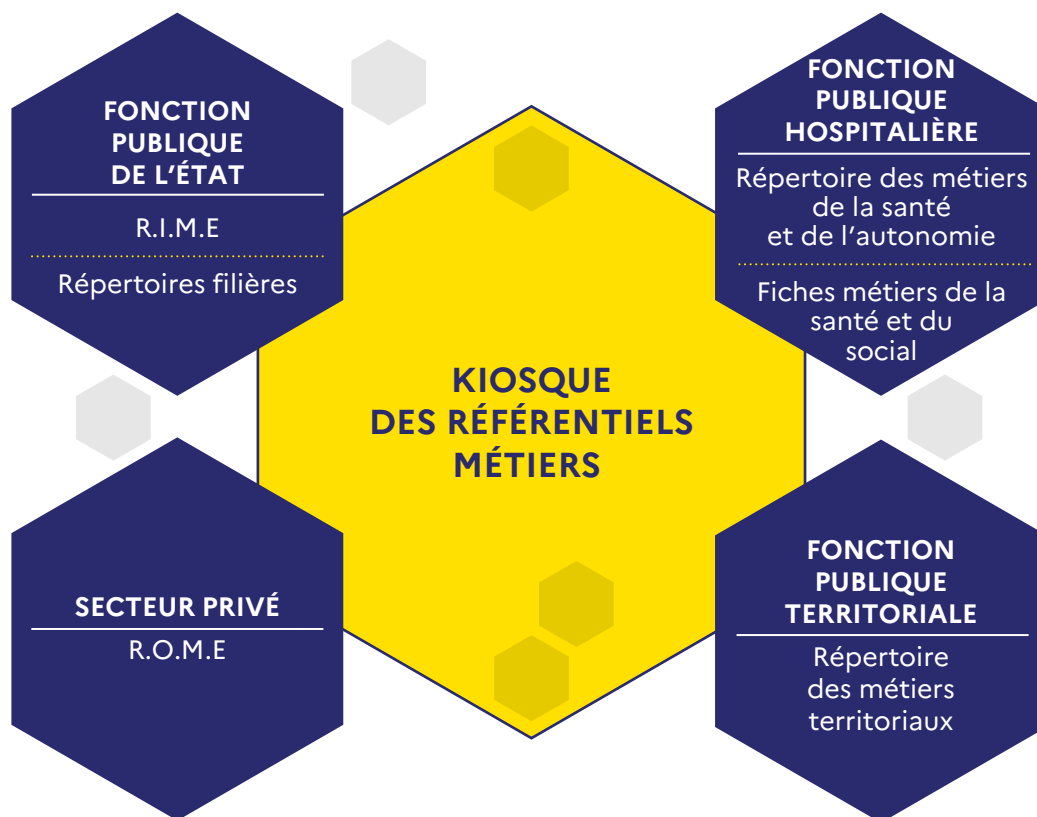 FONCTION
PUBLIQUE
DE L'ÉTAT
R.I.M.E
Répertoires filières
FONCTION
PUBLIQUE
HOSPITALIÈRE
Répertoire des métiers
de la santé
et de l'autonomie
Fiches métiers de la
santé et du
social
KIOSQUE
DES RÉFÉRENTIELS
MÉTIERS
SECTEUR PRIVÉ
R.O.M.E
FONCTION
PUBLIQUE
TERRITORIALE
Répertoire
des métiers
territoriaux